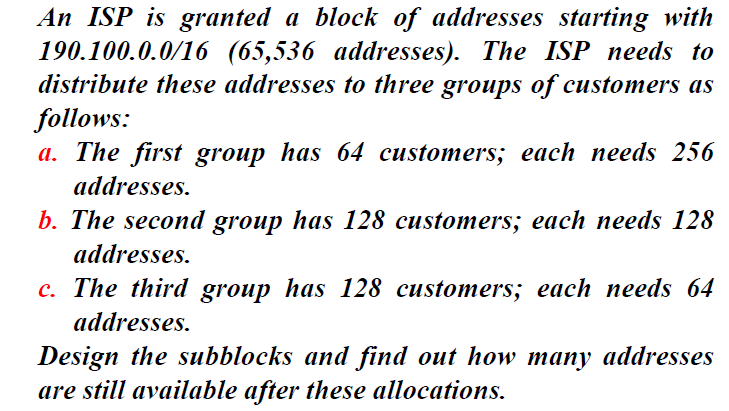 An ISP is granted a block of addresses starting with
190.100.0.0/16 (65,536 addresses). The ISP needs to
distribute these addresses to three groups of customers as
follows:
a. The first group has 64 customers; each needs 256
addresses.
b. The second group has 128 customers; each needs 128
addresses.
c. The third group has 128 customers; each needs 64
addresses.
Design the subblocks and find out how many addresses
are still available after these allocations.